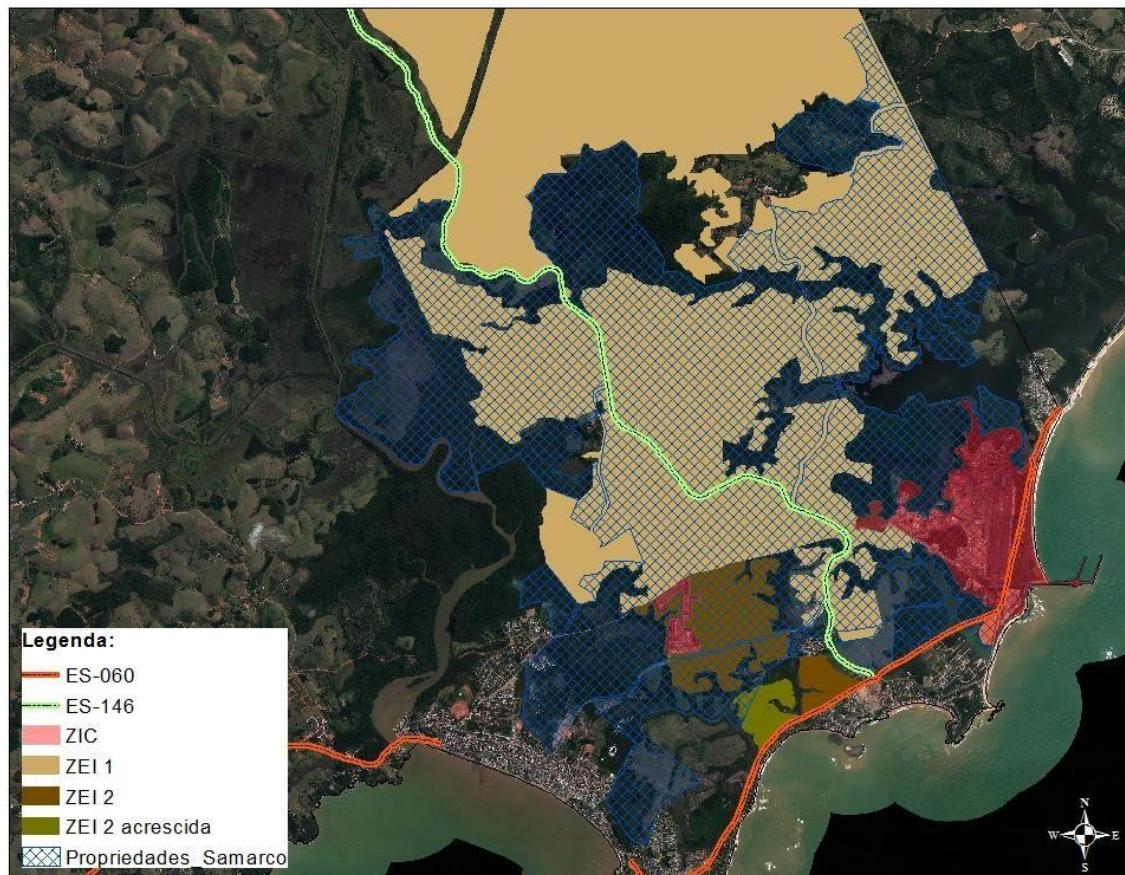 Legenda:
ES-060
ES-146
ZIC
ZEI 1
ZEI 2
ZEI 2 acrescida
Propriedades_Samarco
N
W
E
S